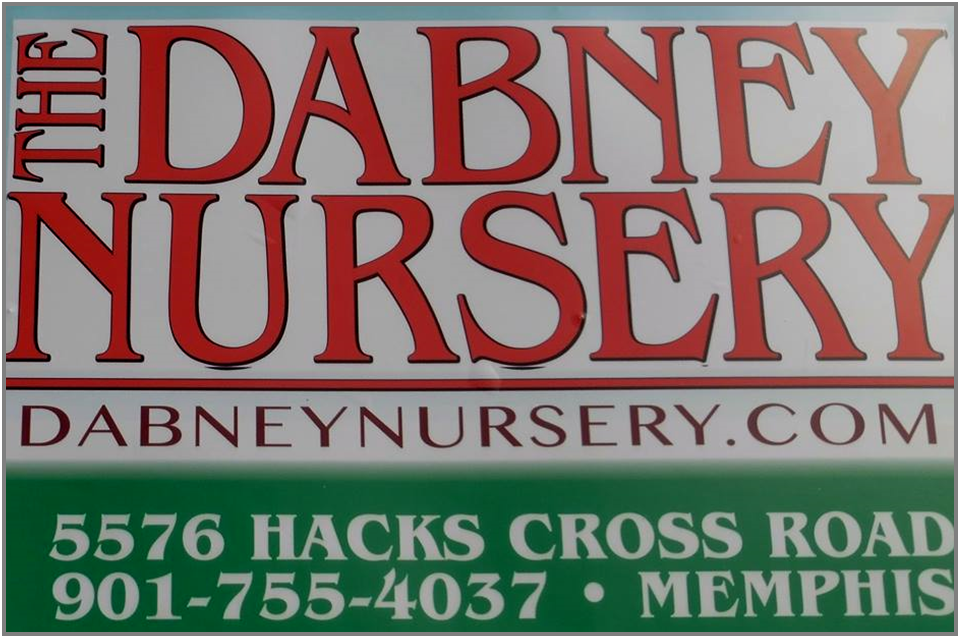 THE DABNEY
NURSERY
DABNEYNURSERY.COM
5576 HACKS CROSS ROAD
901-755-4037 • MEMPHIS